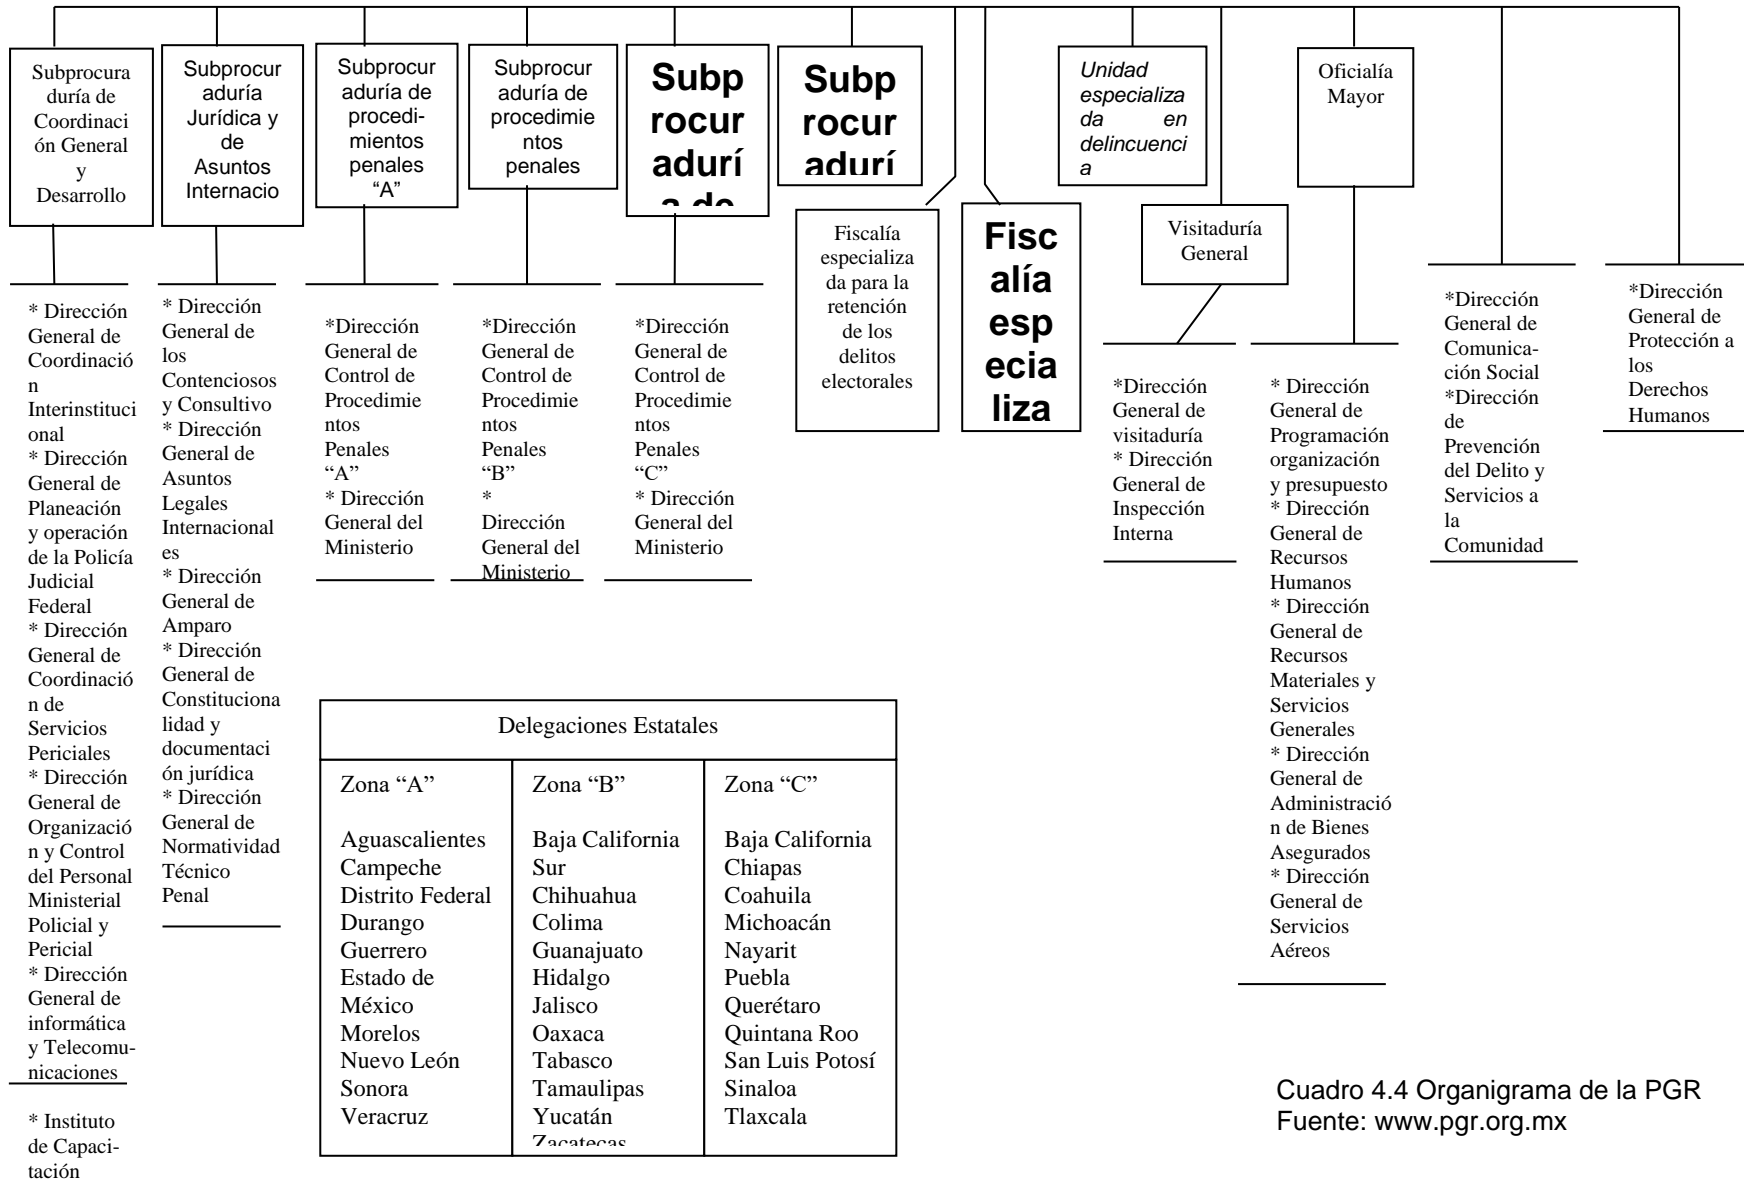 Subprocura
duría de
Coordinaci
ón General
y
Desarrollo
Subprocur
aduría
Jurídica y
de
Asuntos
Internacio
Subprocur
aduría de
procedi-
mientos
penales
“A”
Subprocur
aduría de
procedimie
ntos
penales
Subp
rocur
adurí
a de
Subp
rocur
adurí
Unidad
especializa
da en
delincuenci
a
Oficialía
Mayor
Fiscalía
especializa
da para la
retención
de los
delitos
electorales
Fisc
alía
esp
ecia
liza
Visitaduría
General
* Dirección
General de
Coordinació
n
Interinstituci
onal
* Dirección
General de
Planeación
y operación
de la Policía
Judicial
Federal
* Dirección
General de
Coordinació
n de
Servicios
Periciales
* Dirección
General de
Organizació
n y Control
del Personal
Ministerial
Policial y
Pericial
* Dirección
General de
informática
y Telecomu-
nicaciones
* Instituto
de Capaci-
tación
* Dirección
General de
los
Contenciosos
y Consultivo
* Dirección
General de
Asuntos
Legales
Internacional
es
* Dirección
General de
Amparo
* Dirección
General de
Constituciona
lidad y
documentaci
ón jurídica
* Dirección
General de
Normatividad
Técnico
Penal
*Dirección
General de
Control de
Procedimie
ntos
Penales
“A”
* Dirección
General del
Ministerio
*Dirección
General de
Control de
Procedimie
ntos
Penales
“B”
*
Dirección
General del
Ministerio
*Dirección
General de
Control de
Procedimie
ntos
Penales
“C”
* Dirección
General del
Ministerio
*Dirección
General de
visitaduría
* Dirección
General de
Inspección
Interna
* Dirección
General de
Programación
organización
y presupuesto
* Dirección
General de
Recursos
Humanos
* Dirección
General de
Recursos
Materiales y
Servicios
Generales
* Dirección
General de
Administració
n de Bienes
Asegurados
* Dirección
General de
Servicios
Aéreos
*Dirección
General de
Comunica-
ción Social
*Dirección
de
Prevención
del Delito y
Servicios a
la
Comunidad
*Dirección
General de
Protección a
los
Derechos
Humanos
Delegaciones Estatales
Zona “A”
Aguascalientes
Campeche
Distrito Federal
Durango
Guerrero
Estado de
México
Morelos
Nuevo León
Sonora
Veracruz
Zona “B”
Baja California
Sur
Chihuahua
Colima
Guanajuato
Hidalgo
Jalisco
Oaxaca
Tabasco
Tamaulipas
Yucatán
Zacatecas
Zona “C”
Baja California
Chiapas
Coahuila
Michoacán
Nayarit
Puebla
Querétaro
Quintana Roo
San Luis Potosí
Sinaloa
Tlaxcala
Cuadro 4.4 Organigrama de la PGR
Fuente: www.pgr.org.mx